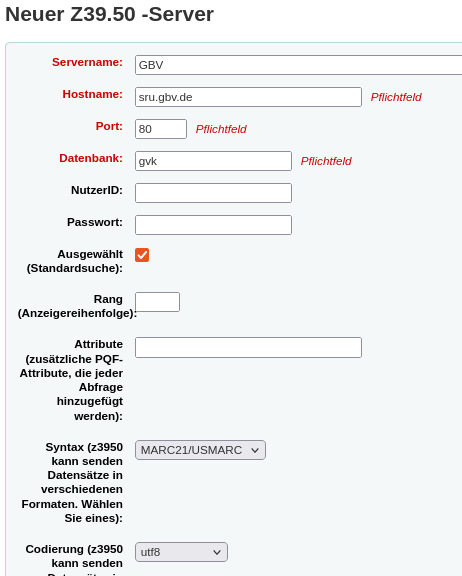 Neuer Z39.50 -Server
Servername: GBV
Hostname: sru.gbv.de Pflichtfeld
Port: 80 Pflichtfeld
Datenbank: gvk Pflichtfeld
NutzerID:
Passwort:
Ausgewählt
(Standardsuche):
Rang
(Anzeigereihenfolge):
Attribute
(zusätzliche PQF-
Attribute, die jeder
Abfrage
hinzugefügt
werden):
Syntax (z3950 MARC21/USMARC
kann senden
Datensätze in
verschiedenen
Formaten. Wählen
Sie eines):
Codierung (z3950 utf8
kann senden